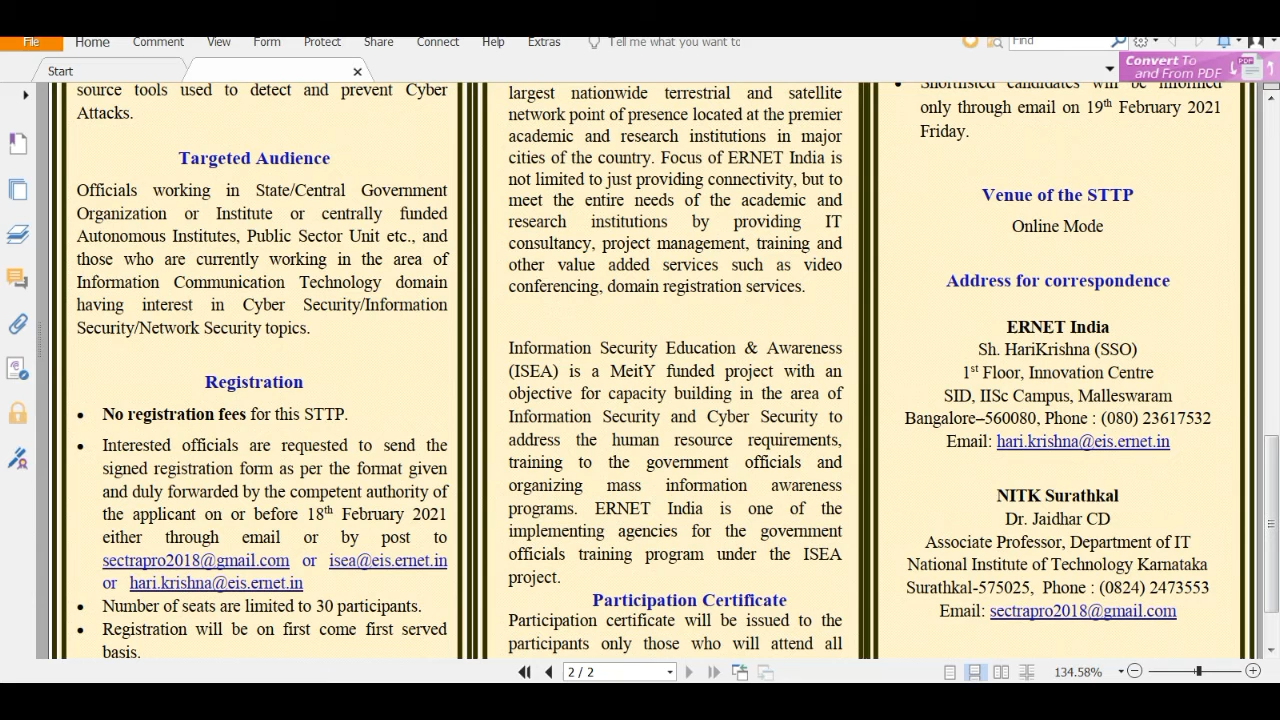 File Home Comment View Form Protect Share Connect Help Extras Tell me what you want to Find
Start
Convert To
and From PDF
PDF
source tools used to detect and prevent Cyber
Attacks.
Targeted Audience
Officials working in State/Central Government
Organization or Institute or centrally funded
Autonomous Institutes, Public Sector Unit etc., and
those who are currently working in the area of
Information Communication Technology domain
having interest in Cyber Security/Information
Security/Network Security topics.
Registration
• No registration fees for this STTP.
• Interested officials are requested to send the
signed registration form as per the format given
and duly forwarded by the competent authority of
the applicant on or before 18th February 2021
either through email or by post to
sectrapro2018@gmail.com or isea@eis.ernet.in
or hari.krishna@eis.ernet.in
• Number of seats are limited to 30 participants.
• Registration will be on first come first served
basis.
largest nationwide terrestrial and satellite
network point of presence located at the premier
academic and research institutions in major
cities of the country. Focus of ERNET India is
not limited to just providing connectivity, but to
meet the entire needs of the academic and
research institutions by providing IT
consultancy, project management, training and
other value added services such as video
conferencing, domain registration services.
Information Security Education & Awareness
(ISEA) is a MeitY funded project with an
objective for capacity building in the area of
Information Security and Cyber Security to
address the human resource requirements,
training to the government officials and
organizing mass information awareness
programs. ERNET India is one of the
implementing agencies for the government
officials training program under the ISEA
project.
Participation Certificate
Participation certificate will be issued to the
participants only those who will attend all
• Shortlisted candidates will be informed
only through email on 19th February 2021
Friday.
Venue of the STTP
Online Mode
Address for correspondence
ERNET India
Sh. HariKrishna (SSO)
1st Floor, Innovation Centre
SID, IISc Campus, Malleswaram
Bangalore–560080, Phone : (080) 23617532
Email: hari.krishna@eis.ernet.in
NITK Surathkal
Dr. Jaidhar CD
Associate Professor, Department of IT
National Institute of Technology Karnataka
Surathkal-575025, Phone : (0824) 2473553
Email: sectrapro2018@gmail.com
2 / 2
134.58%